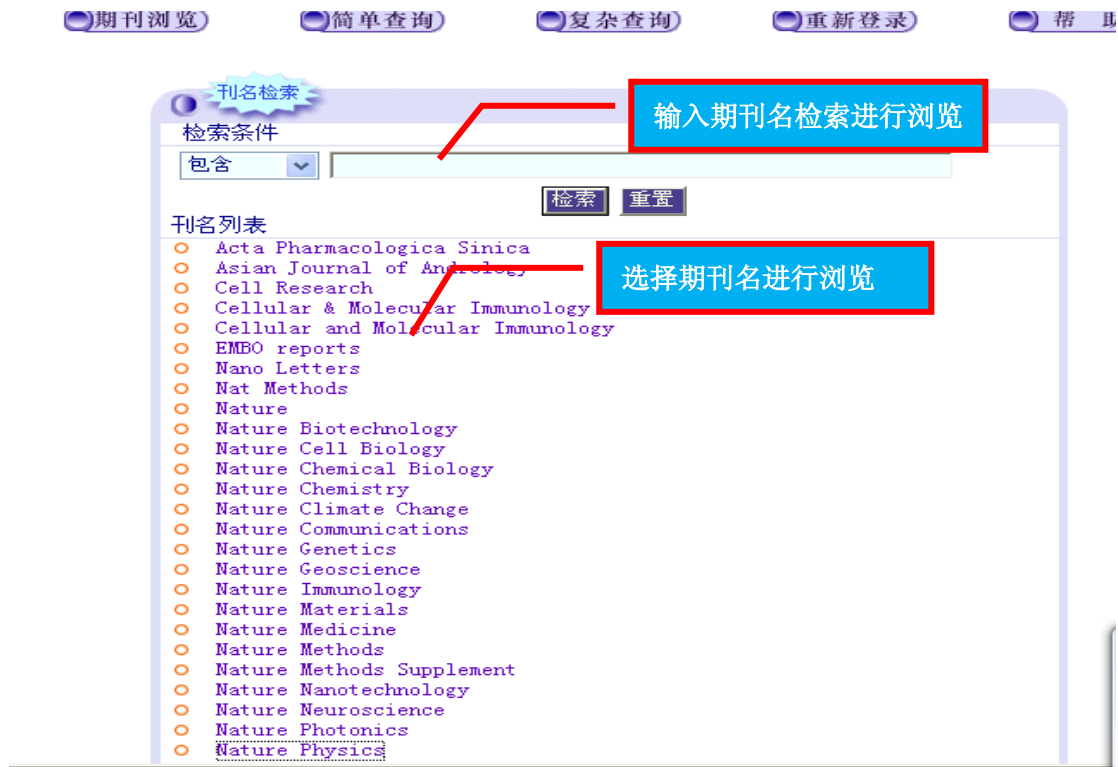 期刊浏览 简单查询 复杂查询 重新登录 帮
刊名检索
输入期刊名检索进行浏览
检索条件
包含
检索 重置
刊名列表
Acta Pharmacologica Sinica
选择期刊名进行浏览
Asian Journal of Andrology
Cell Research
Cellular & Molecular Immunology
Cellular and Molecular Immunology
EMBO reports
Nano Letters
Nat Methods
Nature
Nature Biotechnology
Nature Cell Biology
Nature Chemical Biology
Nature Chemistry
Nature Climate Change
Nature Communications
Nature Genetics
Nature Geoscience
Nature Immunology
Nature Materials
Nature Medicine
Nature Methods
Nature Methods Supplement
Nature Nanotechnology
Nature Neuroscience
Nature Photonics
Nature Physics